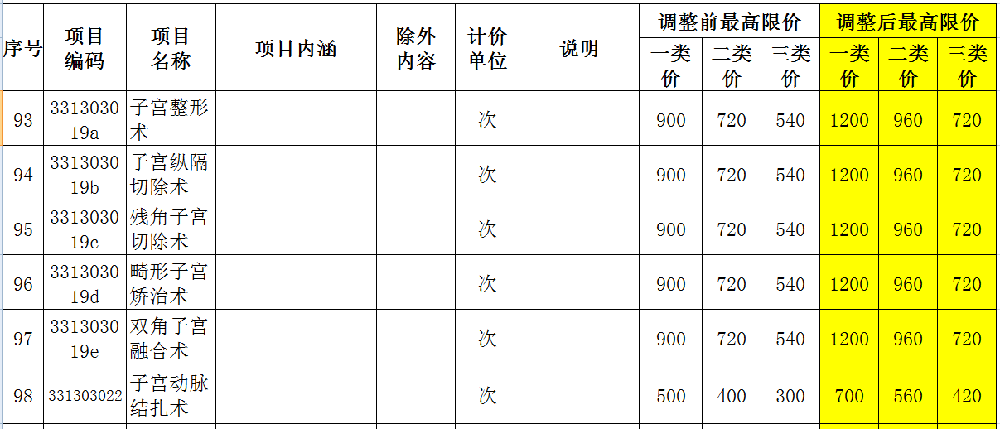 序号 项目编码 项目名称 项目内涵 除外内容 计价单位 说明 调整前最高限价 调整后最高限价
一类价 二类价 三类价 一类价 二类价 三类价
93 331303019a 子宫整形术 次 900 720 540 1200 960 720
94 331303019b 子宫纵隔切除术 次 900 720 540 1200 960 720
95 331303019c 残角子宫切除术 次 900 720 540 1200 960 720
96 331303019d 畸形子宫矫治术 次 900 720 540 1200 960 720
97 331303019e 双角子宫融合术 次 900 720 540 1200 960 720
98 331303022 子宫动脉结扎术 次 500 400 300 700 560 420